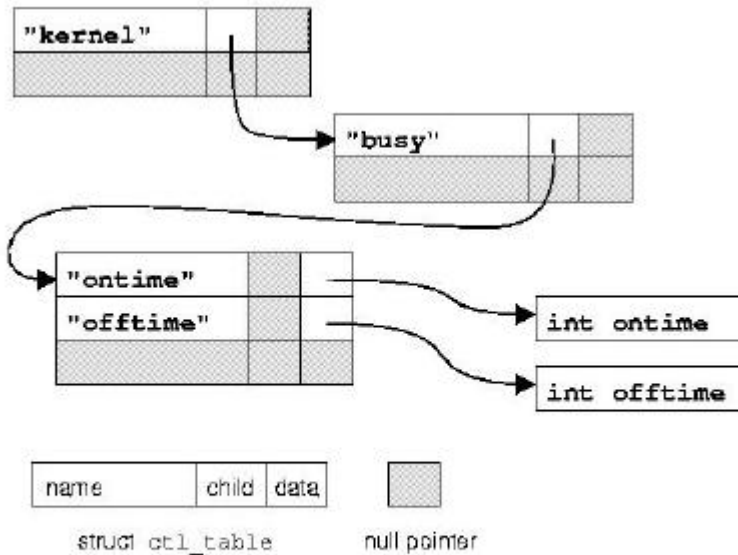 "kernel"
"busy"
"ontime"
"offtime"
int ontime
int offtime
name child data
struct ctl_table
null pointer